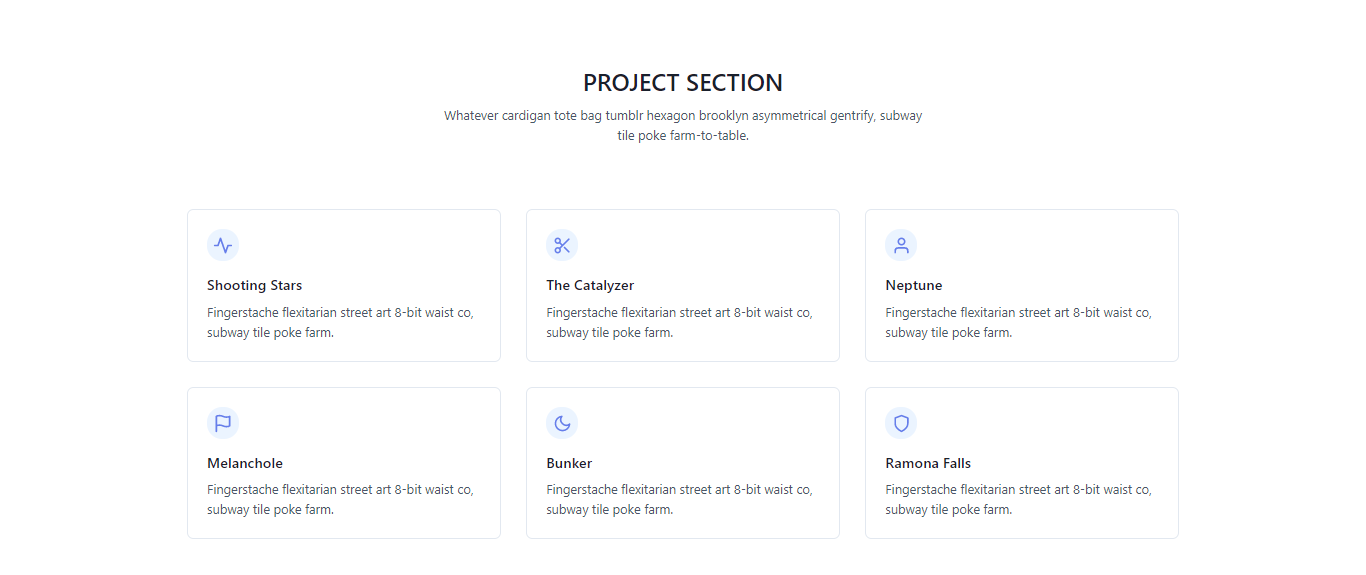 PROJECT SECTION
Whatever cardigan tote bag tumblr hexagon brooklyn asymmetrical gentrify, subway
tile poke farm-to-table.
Shooting Stars
Fingerstache flexitarian street art 8-bit waist co,
subway tile poke farm.
The Catalyzer
Fingerstache flexitarian street art 8-bit waist co,
subway tile poke farm.
Neptune
Fingerstache flexitarian street art 8-bit waist co,
subway tile poke farm.
Melanchole
Fingerstache flexitarian street art 8-bit waist co,
subway tile poke farm.
Bunker
Fingerstache flexitarian street art 8-bit waist co,
subway tile poke farm.
Ramona Falls
Fingerstache flexitarian street art 8-bit waist co,
subway tile poke farm.